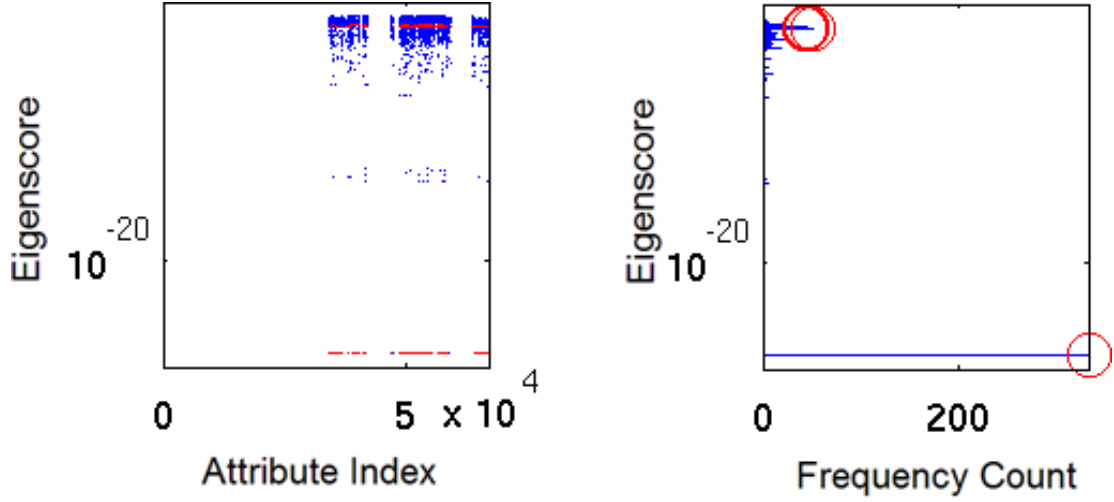 Eigenscore
10 -20
0 5 x 10 4
Attribute Index
Eigenscore
10 -20
0 200
Frequency Count